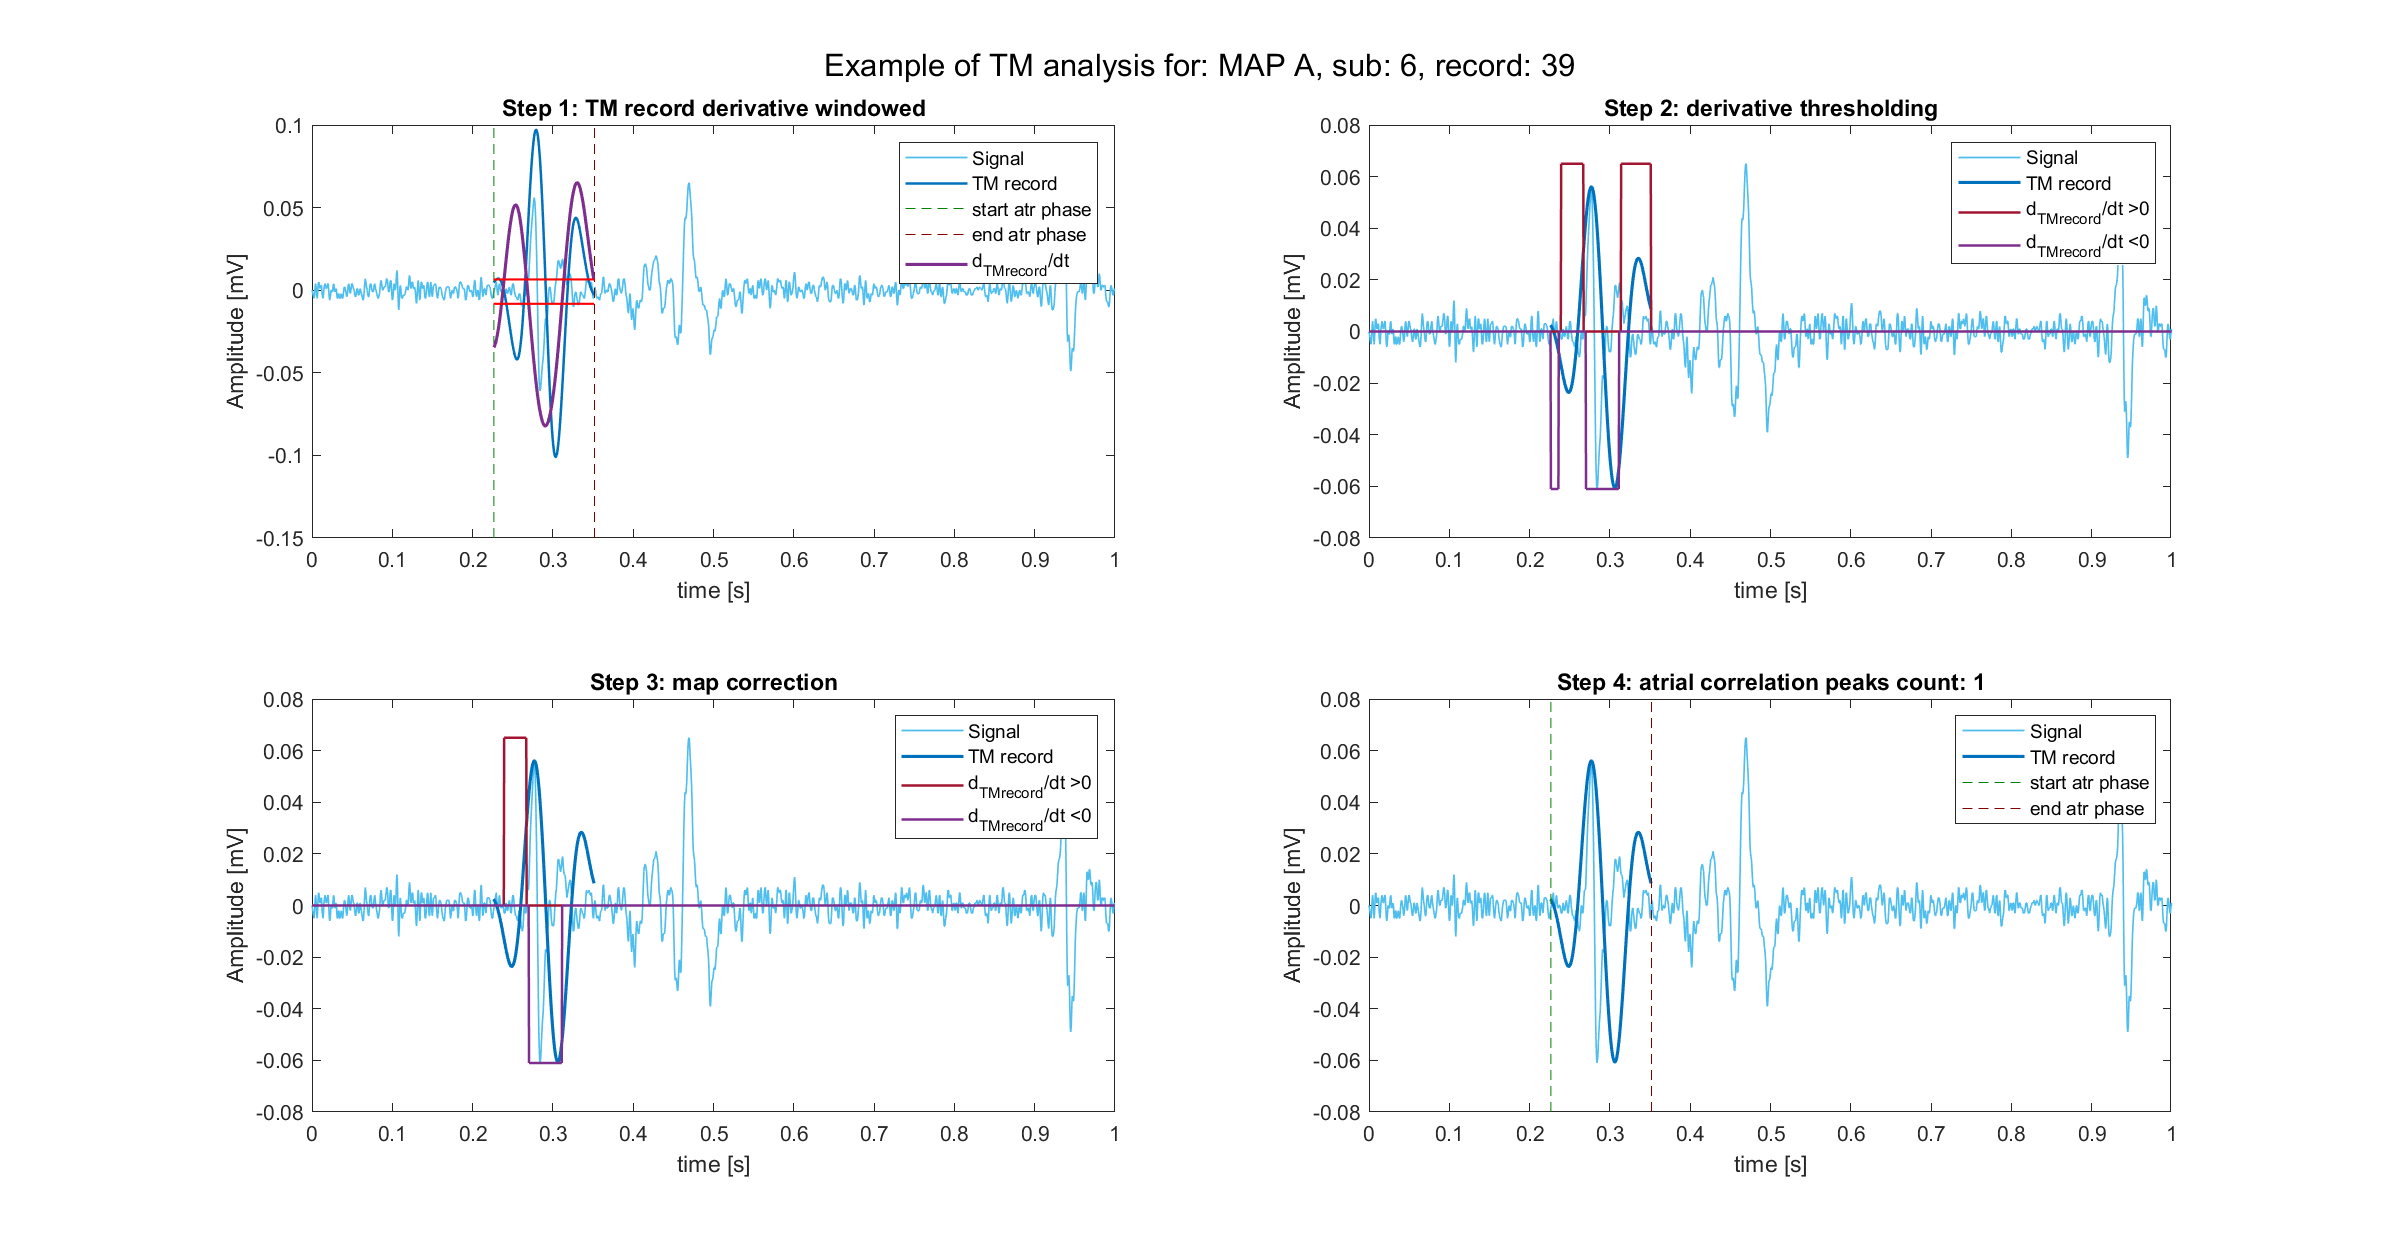 Example of TM analysis for: MAP A, sub: 6, record: 39
Step 1: TM record derivative windowed
0.1
0.05
0
-0.05
-0.1
-0.15
Amplitude [mV]
0 0.1 0.2 0.3 0.4 0.5 0.6 0.7 0.8 0.9 1
time [s]
Signal
TM record
start atr phase
end atr phase
dTMrecord/dt
Step 2: derivative thresholding
0.08
0.06
0.04
0.02
0
-0.02
-0.04
-0.06
-0.08
Amplitude [mV]
0 0.1 0.2 0.3 0.4 0.5 0.6 0.7 0.8 0.9 1
time [s]
Signal
TM record
dTMrecord/dt >0
dTMrecord/dt <0
Step 3: map correction
0.08
0.06
0.04
0.02
0
-0.02
-0.04
-0.06
-0.08
Amplitude [mV]
0 0.1 0.2 0.3 0.4 0.5 0.6 0.7 0.8 0.9 1
time [s]
Signal
TM record
dTMrecord/dt >0
dTMrecord/dt <0
Step 4: atrial correlation peaks count: 1
0.08
0.06
0.04
0.02
0
-0.02
-0.04
-0.06
-0.08
Amplitude [mV]
0 0.1 0.2 0.3 0.4 0.5 0.6 0.7 0.8 0.9 1
time [s]
Signal
TM record
start atr phase
end atr phase